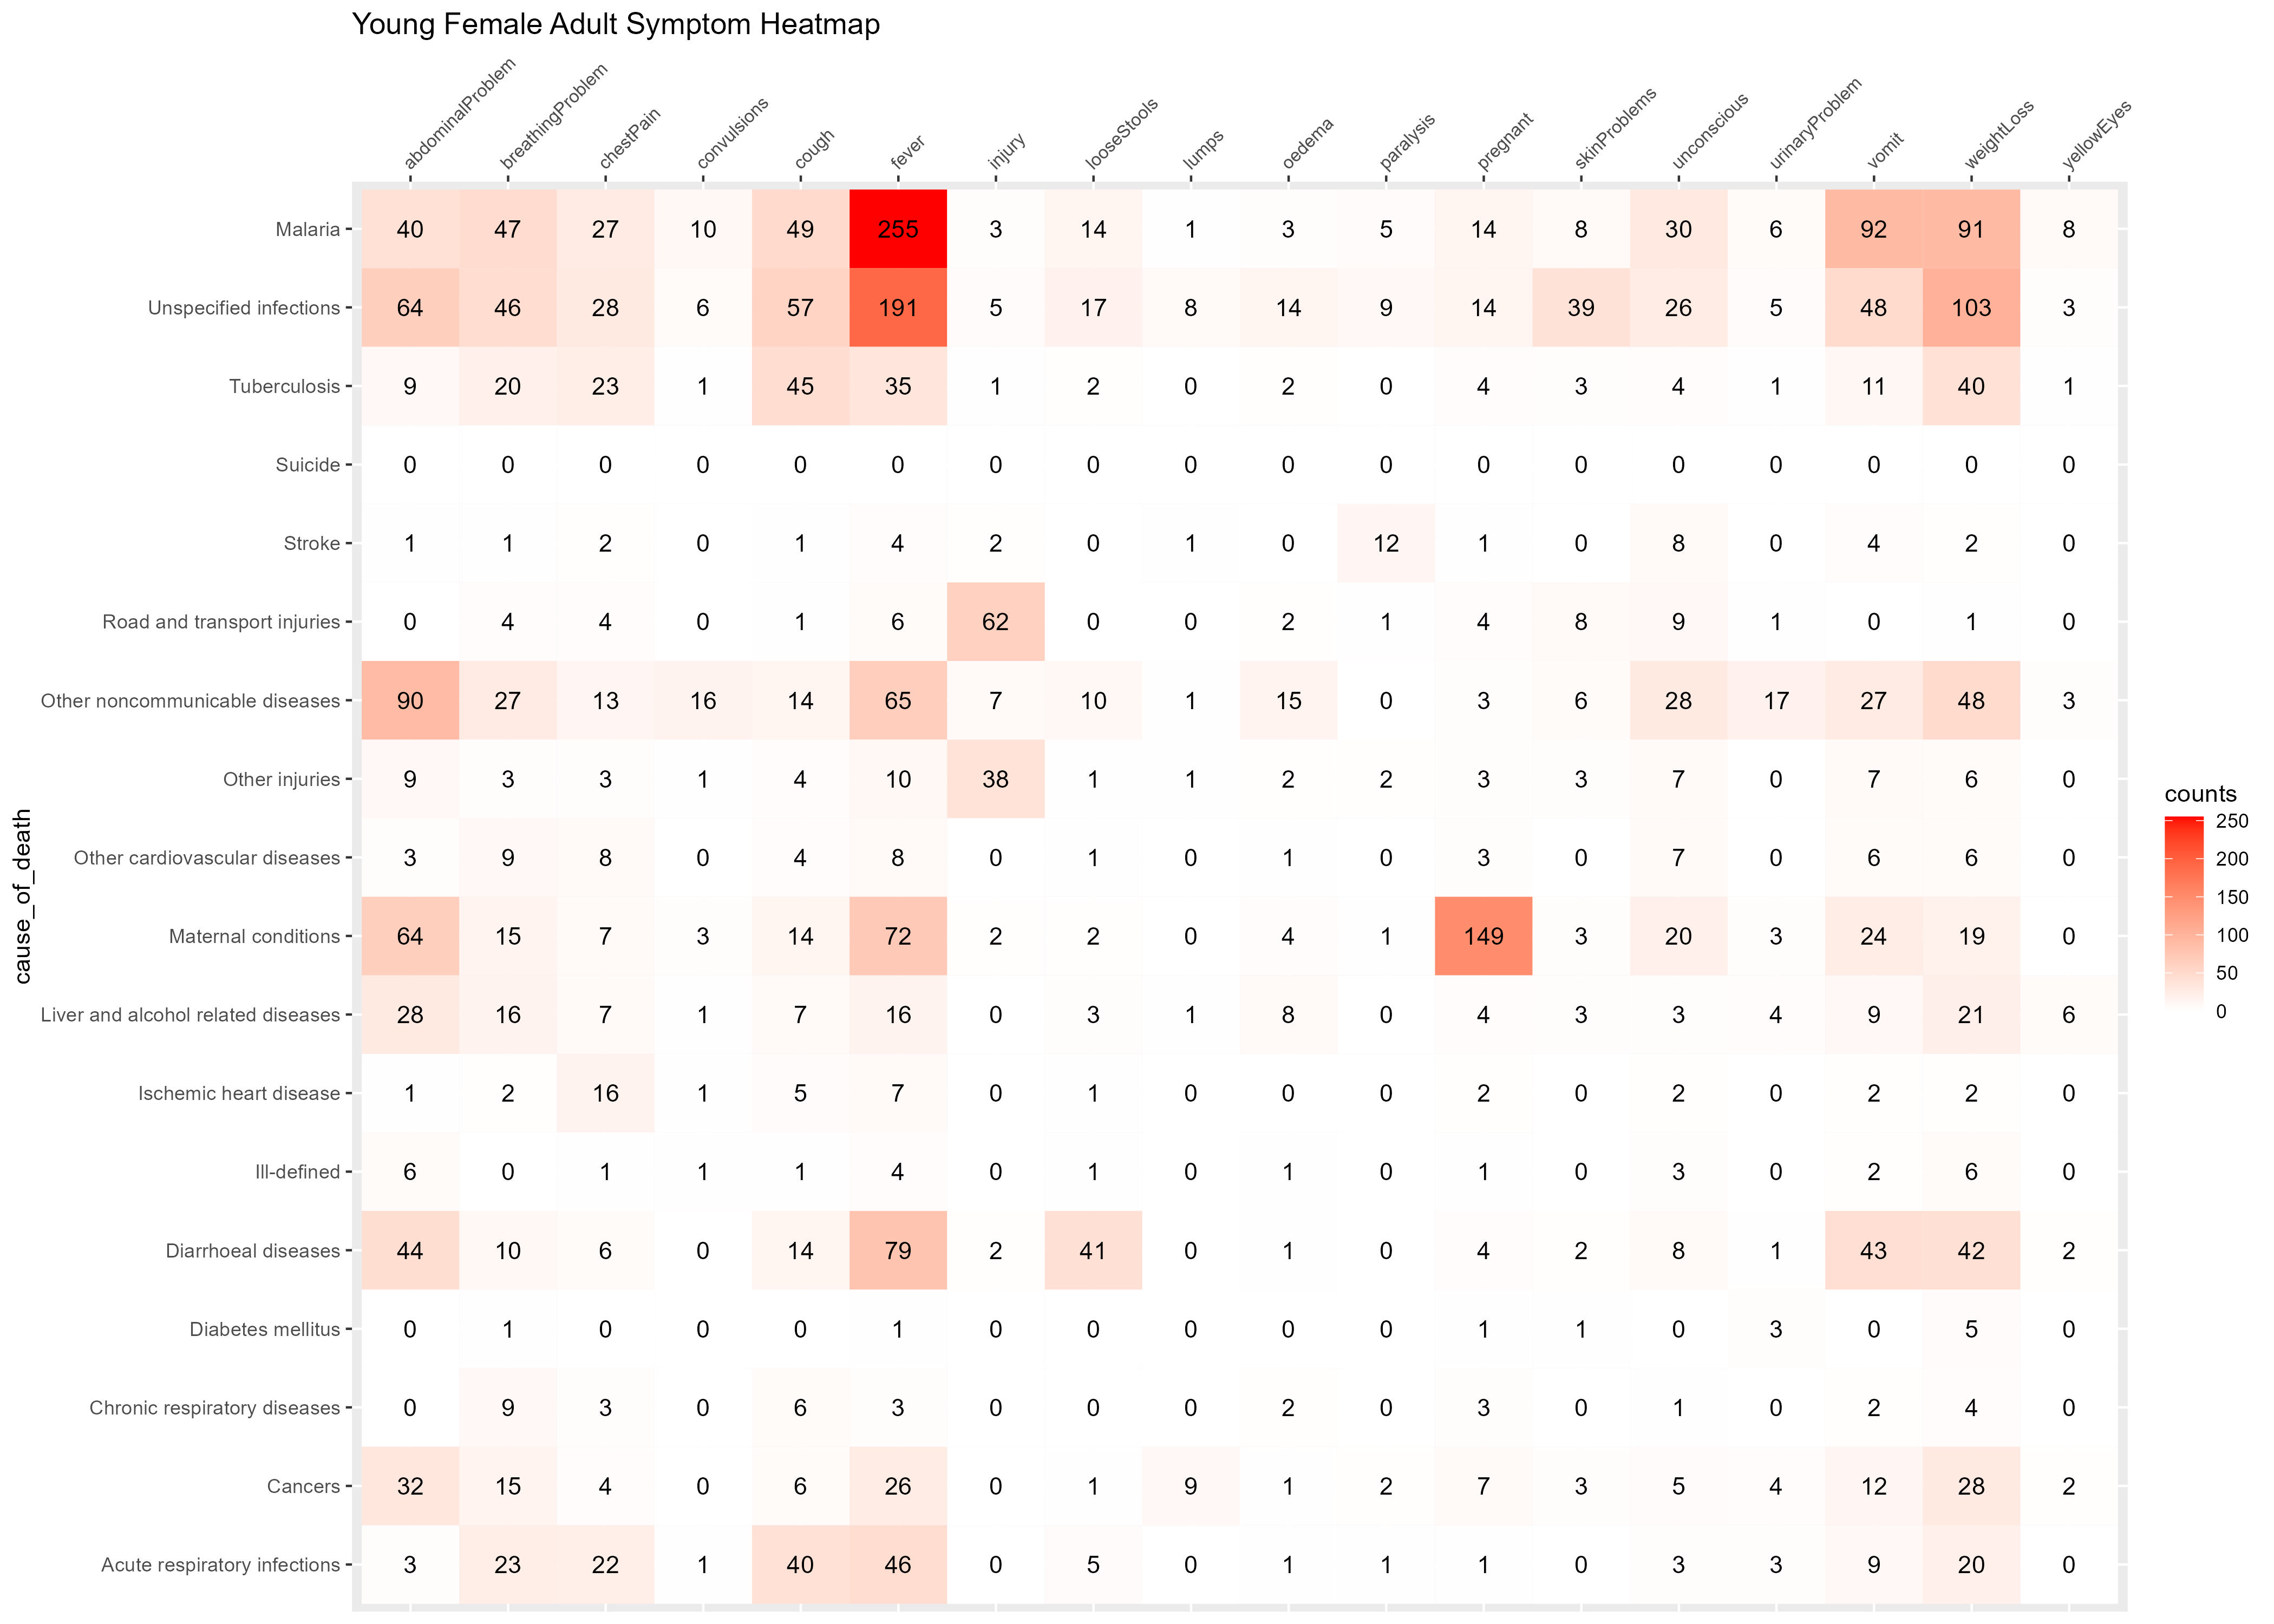 Young Female Adult Symptom Heatmap
abdominalProblem breathingProblem chestPain convulsions cough fever injury looseStools lumps oedema paralysis pregnant skinProblems unconscious urinaryProblem vomit weightLoss yellowEyes
Malaria 40 47 27 10 49 255 3 14 1 3 5 14 8 30 6 92 91 8
Unspecified infections 64 46 28 6 57 191 5 17 8 14 9 14 39 26 5 48 103 3
Tuberculosis 9 20 23 1 45 35 1 2 0 2 0 4 3 4 1 11 40 1
Suicide 0 0 0 0 0 0 0 0 0 0 0 0 0 0 0 0 0 0
Stroke 1 1 2 0 1 4 2 0 1 0 12 1 0 8 0 4 2 0
Road and transport injuries 0 4 4 0 1 6 62 0 0 2 1 4 8 9 1 0 1 0
Other noncommunicable diseases 90 27 13 16 14 65 7 10 1 15 0 3 6 28 17 27 48 3
Other injuries 9 3 3 1 4 10 38 1 1 2 2 3 3 7 0 7 6 0
Other cardiovascular diseases 3 9 8 0 4 8 0 1 0 1 0 3 0 7 0 6 6 0
Maternal conditions 64 15 7 3 14 72 2 2 0 4 1 149 3 20 3 24 19 0
Liver and alcohol related diseases 28 16 7 1 7 16 0 3 1 8 0 4 3 3 4 9 21 6
Ischemic heart disease 1 2 16 1 5 7 0 1 0 0 0 2 0 2 0 2 2 0
Ill-defined 6 0 1 1 1 4 0 1 0 1 0 1 0 3 0 2 6 0
Diarrhoeal diseases 44 10 6 0 14 79 2 41 0 1 0 4 2 8 1 43 42 2
Diabetes mellitus 0 1 0 0 0 1 0 0 0 0 0 1 1 0 3 0 5 0
Chronic respiratory diseases 0 9 3 0 6 3 0 0 0 2 0 3 0 1 0 2 4 0
Cancers 32 15 4 0 6 26 0 1 9 1 2 7 3 5 4 12 28 2
Acute respiratory infections 3 23 22 1 40 46 0 5 0 1 1 1 0 3 3 9 20 0
cause_of_death
counts
250
200
150
100
50
0